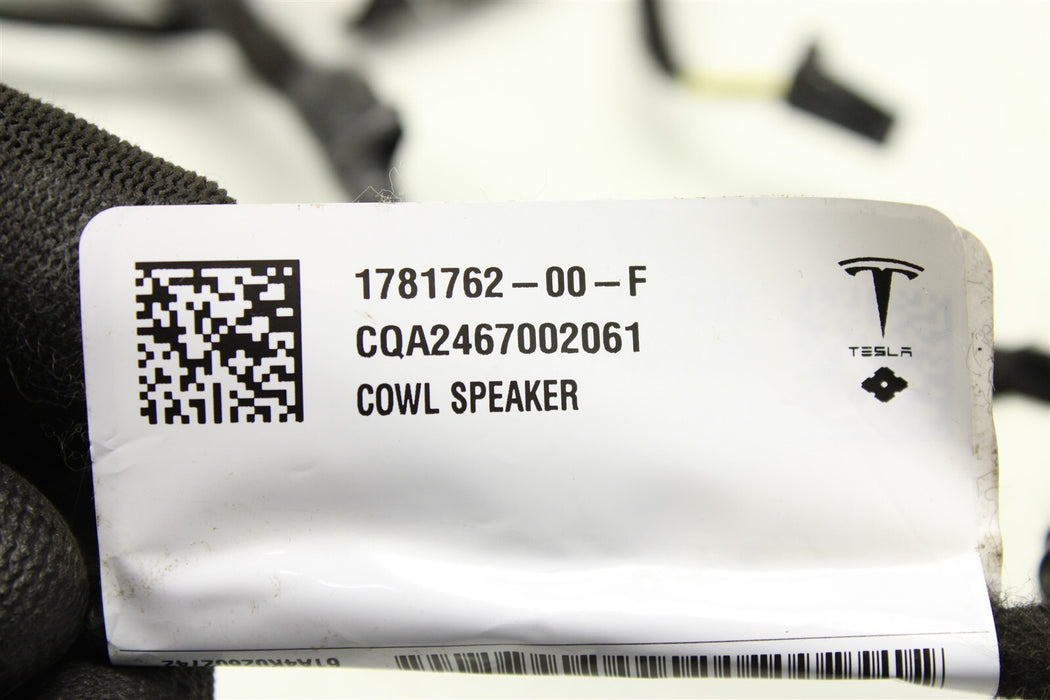 1781762-00-F
CQA2467002061
COWL SPEAKER
TESLA